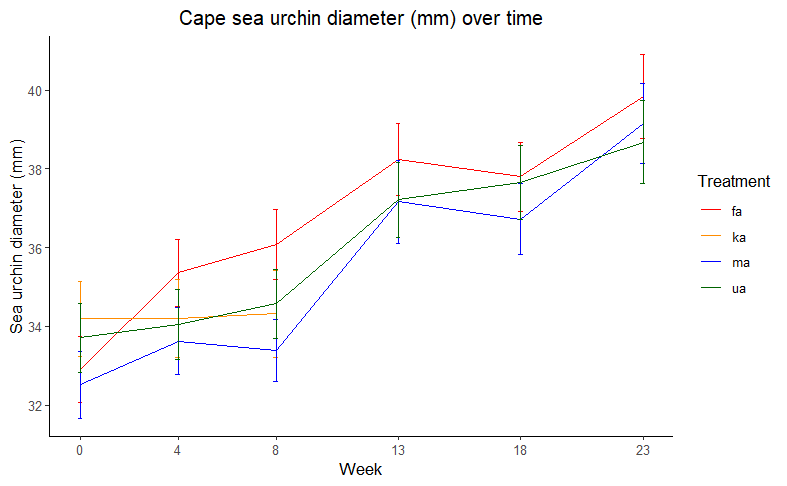 Cape sea urchin diameter (mm) over time
Sea urchin diameter (mm)
40
38
36
34
32
0 4 8 13 18 23
Week
Treatment
fa
ka
ma
ua